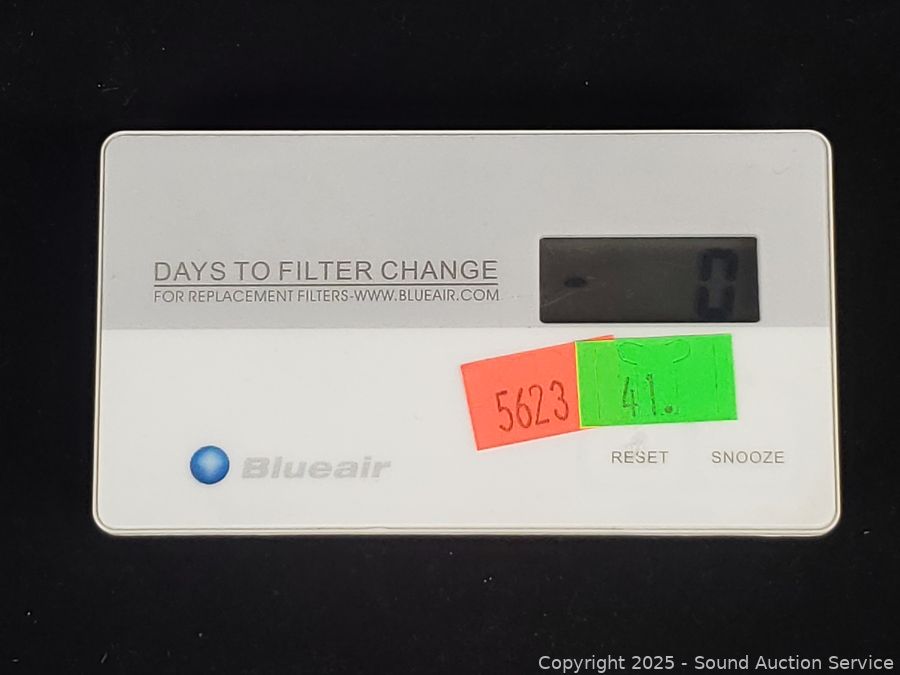 DAYS TO FILTER CHANGE
FOR REPLACEMENT FILTERS-WWW.BLUEAIR.COM
- 0
5623
41.
RESET SNOOZE
Blueair
Copyright 2025 - Sound Auction Service